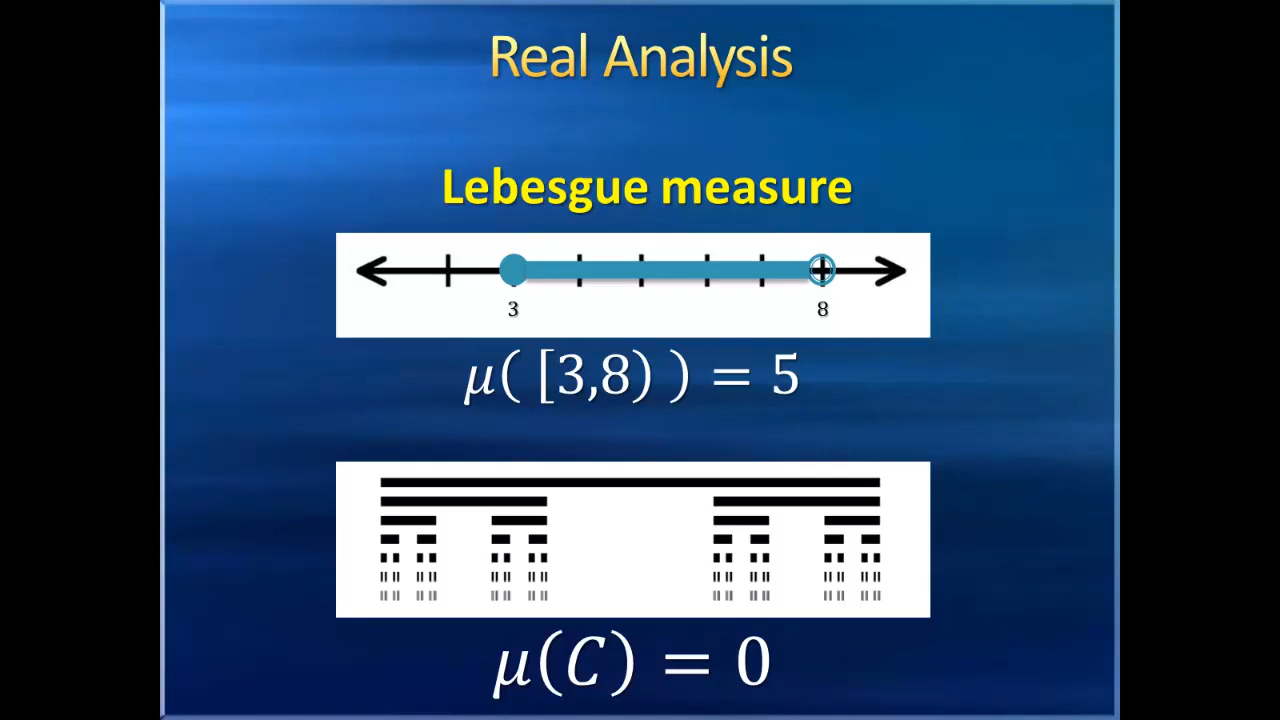 Real Analysis
Lebesgue measure
3 8
μ( [3,8) ) = 5
μ(C) = 0